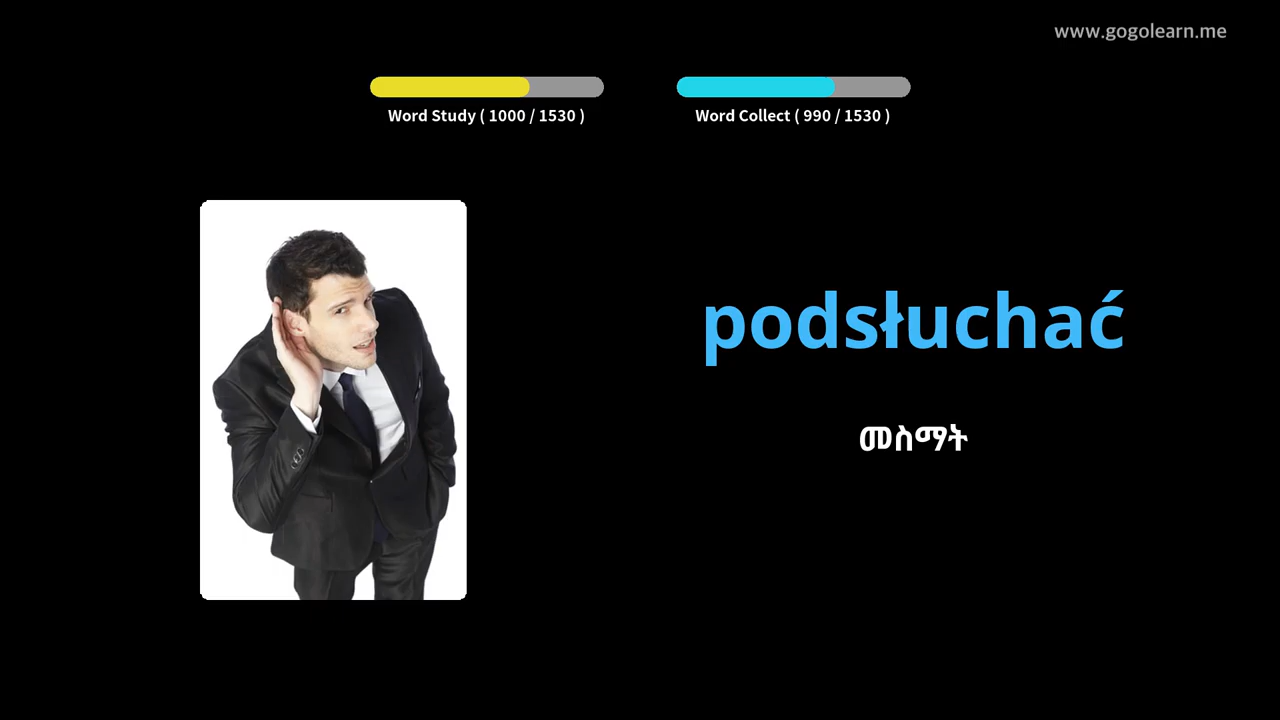 www.gogolearn.me
Word Study ( 1000 / 1530 )
Word Collect ( 990 / 1530 )
podsłuchać
መስማት